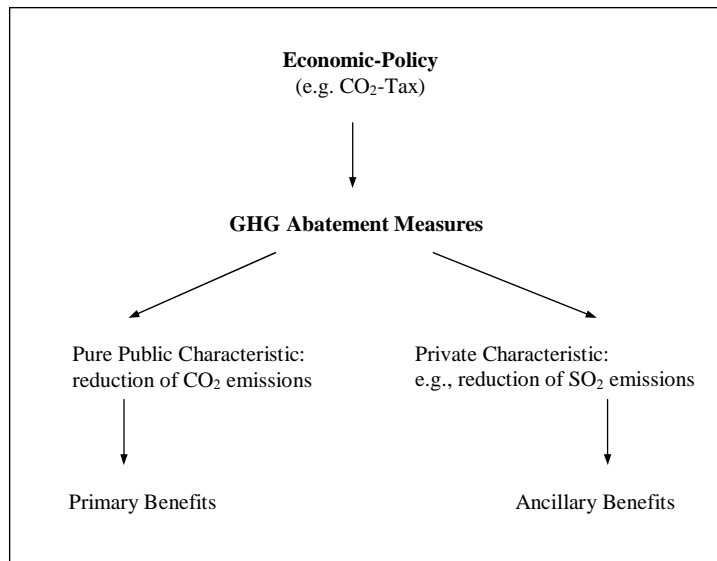 Economic-Policy
(e.g. CO₂-Tax)
GHG Abatement Measures
Pure Public Characteristic:
reduction of CO₂ emissions
Private Characteristic:
e.g., reduction of SO₂ emissions
Primary Benefits
Ancillary Benefits